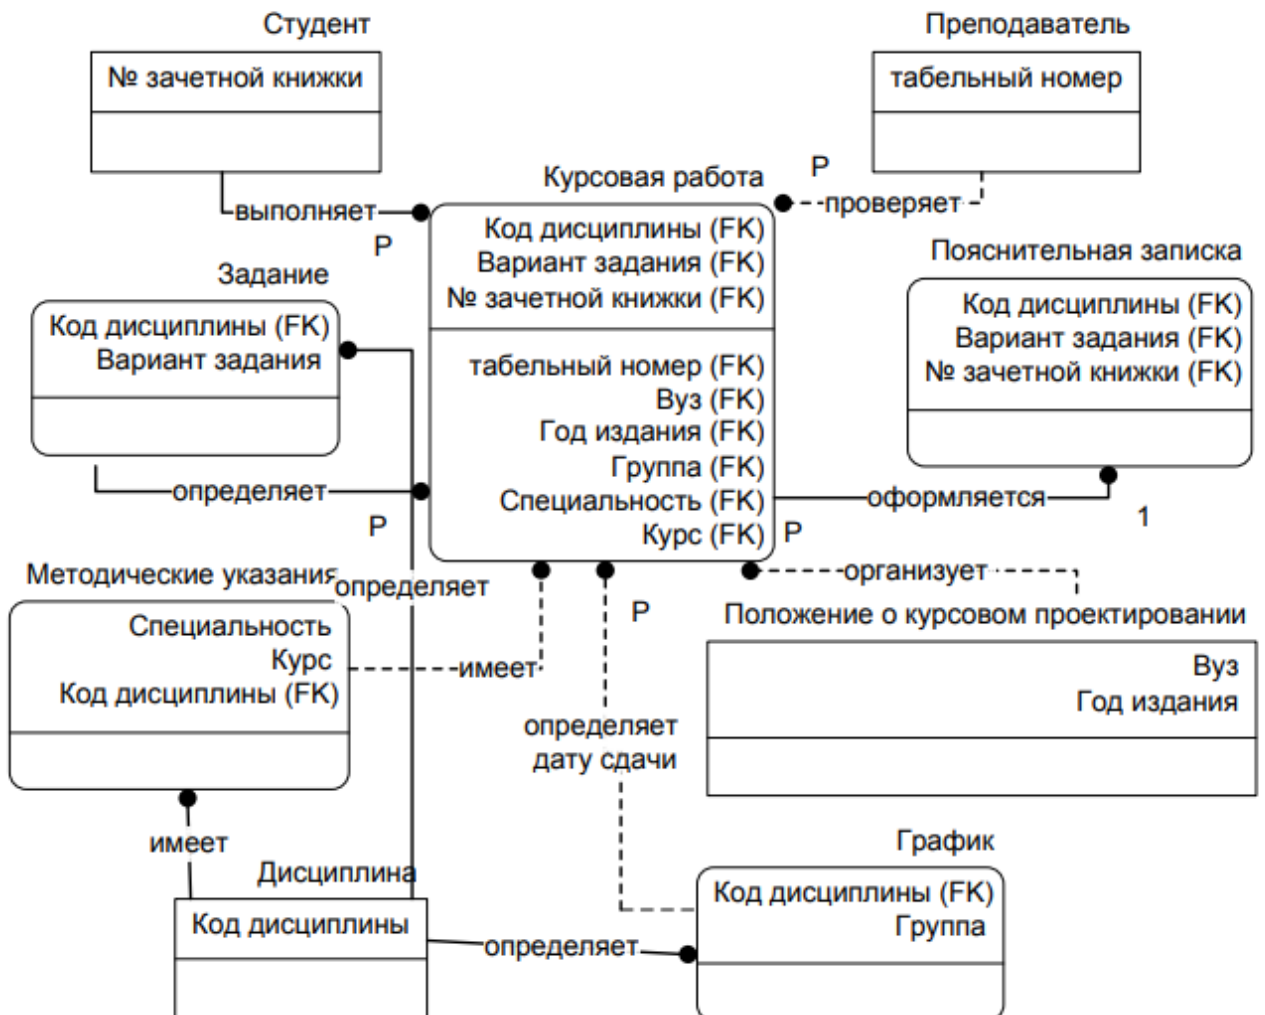 Студент
Преподаватель
№ зачетной книжки
табельный номер
Р
Курсовая работа
выполняет
проверяет
Р
Код дисциплины (FK)
Вариант задания (FK)
№ зачетной книжки (FK)
табельный номер (FK)
Вуз (FK)
Год издания (FK)
Группа (FK)
Специальность (FK)
Курс (FK)
Пояснительная записка
Код дисциплины (FK)
Вариант задания (FK)
№ зачетной книжки (FK)
Задание
Код дисциплины (FK)
Вариант задания
определяет
Р
оформляется
1
Р
организует
Методические указания
определяет
Р
Положение о курсовом проектировании
Специальность
Курс
Код дисциплины (FK)
имеет
Вуз
Год издания
определяет
дату сдачи
имеет
График
Дисциплина
Код дисциплины
определяет
Код дисциплины (FK)
Группа